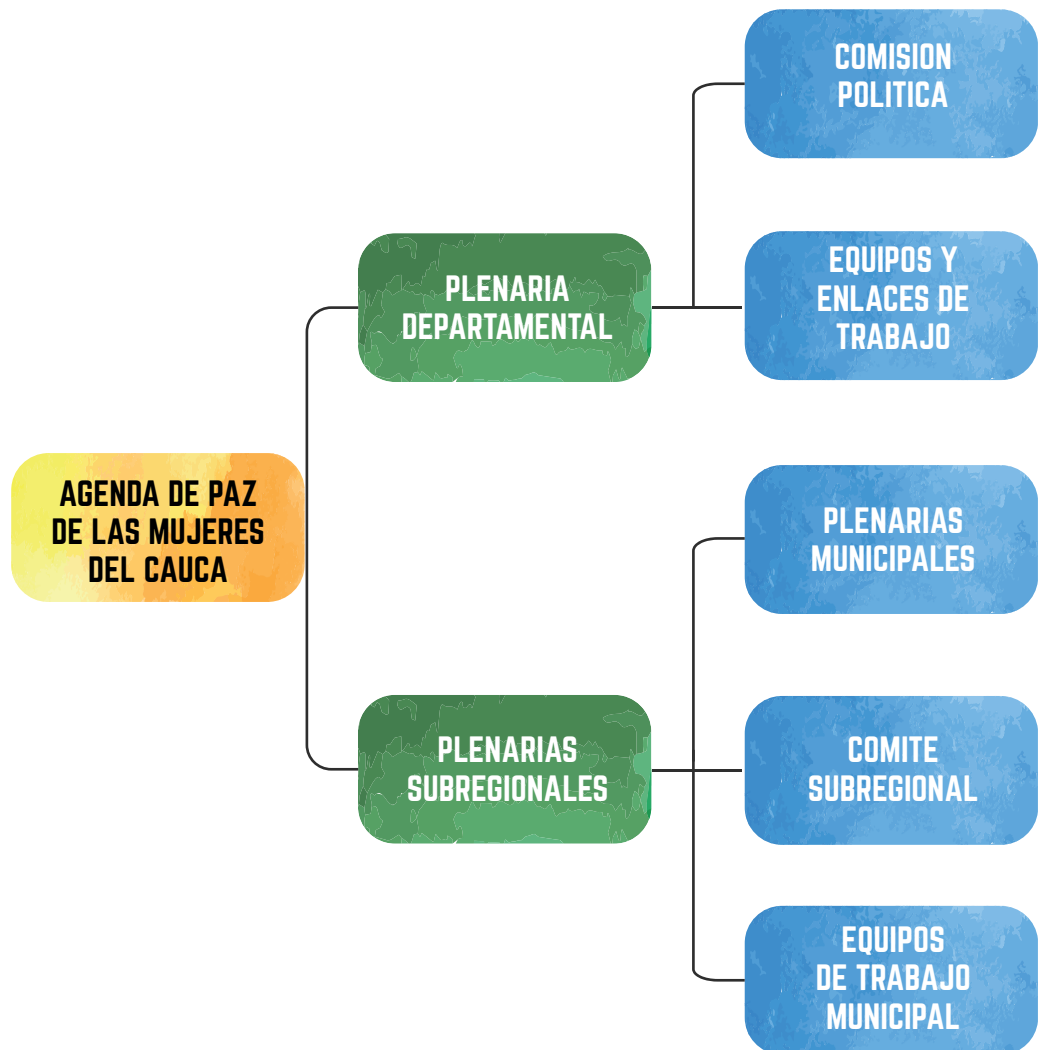 COMISION
POLITICA
EQUIPOS Y
ENLACES DE
TRABAJO
PLENARIA
DEPARTAMENTAL
AGENDA DE PAZ
DE LAS MUJERES
DEL CAUCA
PLENARIAS
MUNICIPALES
PLENARIAS
SUBREGIONALES
COMITE
SUBREGIONAL
EQUIPOS
DE TRABAJO
MUNICIPAL